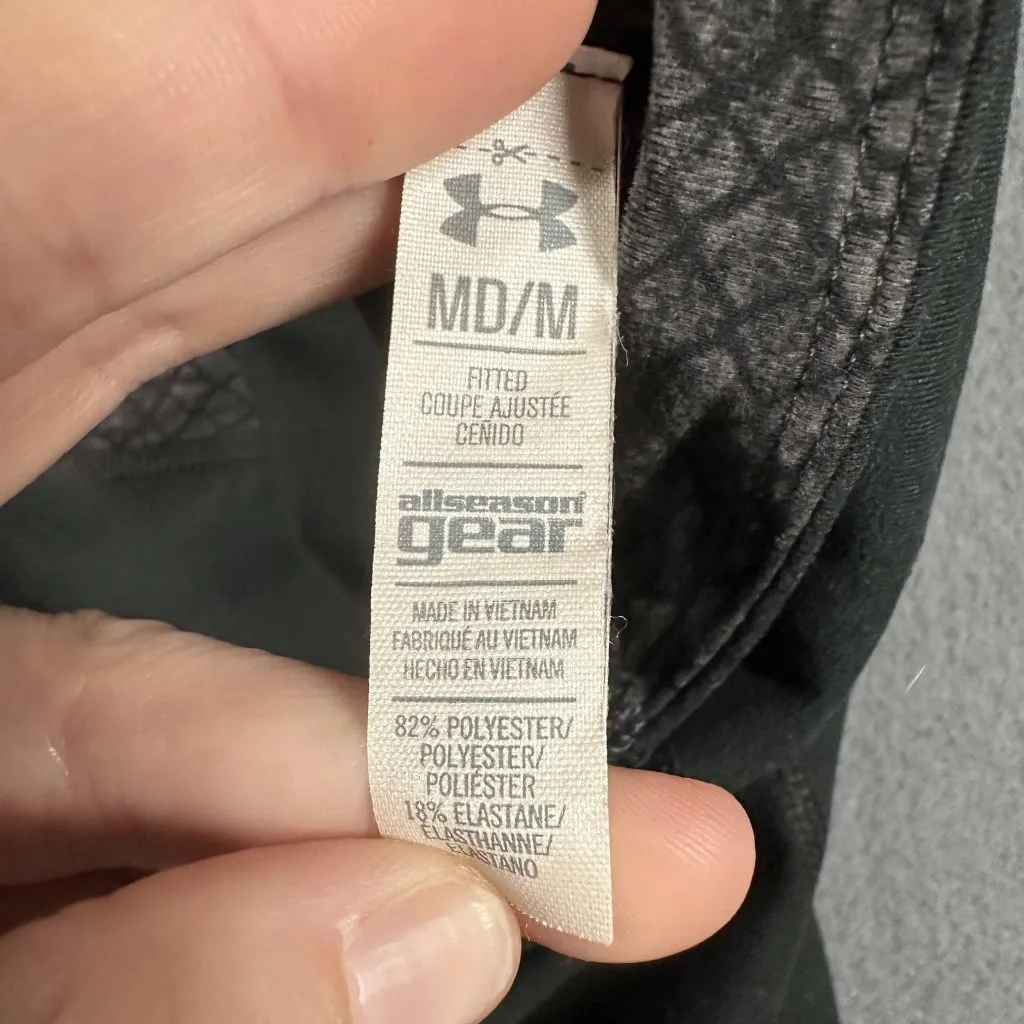 MD/M
FITTED
COUPE AJUSTÉE
CEÑIDO
allseason®
gear
MADE IN VIETNAM
FABRIQUÉ AU VIETNAM
HECHO EN VIETNAM
82% POLYESTER/
POLYESTER/
POLIÉSTER
18% ELASTANE/
ÉLASTHANNE/
ELASTANO